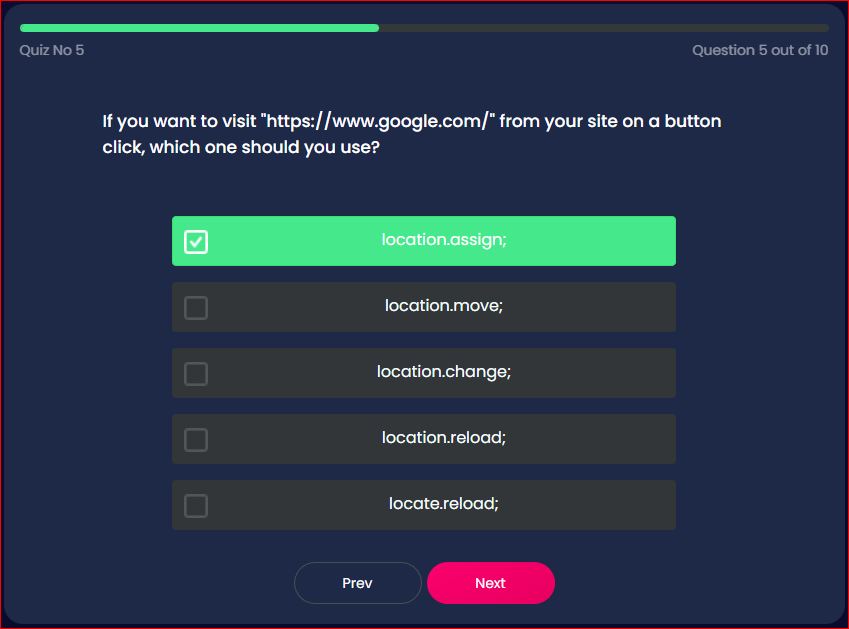 Quiz No 5
Question 5 out of 10
If you want to visit "https://www.google.com/" from your site on a button
click, which one should you use?
location.assign;
location.move;
location.change;
location.reload;
locate.reload;
Prev
Next